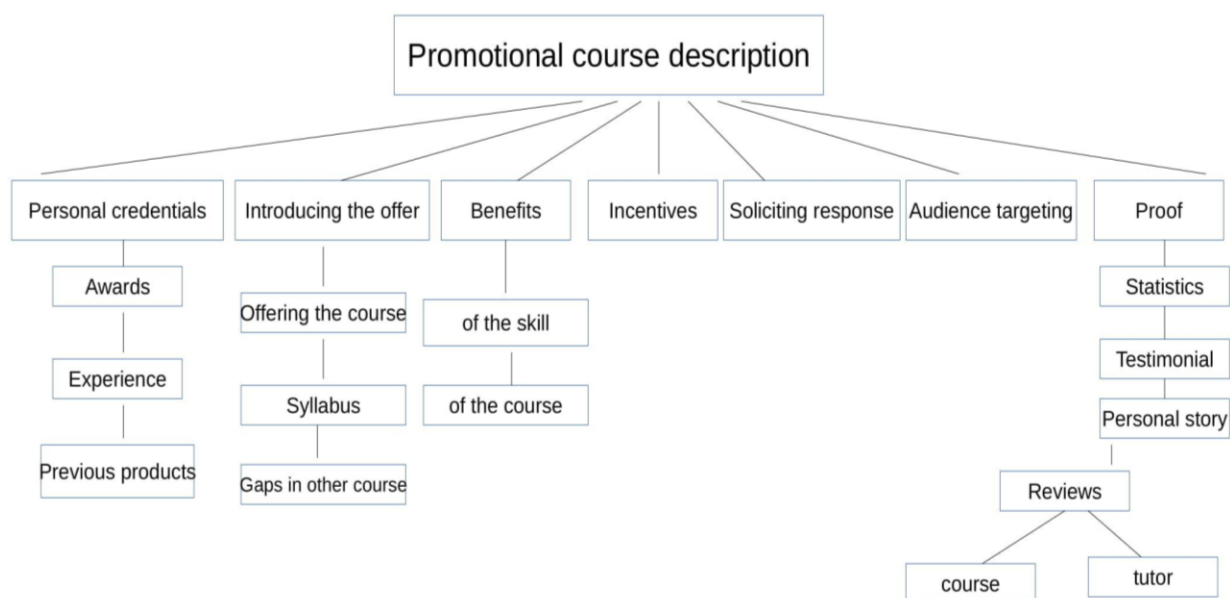 Promotional course description
Personal credentials
Introducing the offer
Benefits
Incentives
Soliciting response
Audience targeting
Proof
Awards
Experience
Previous products
Offering the course
Syllabus
Gaps in other course
of the skill
of the course
Statistics
Testimonial
Personal story
Reviews
course
tutor